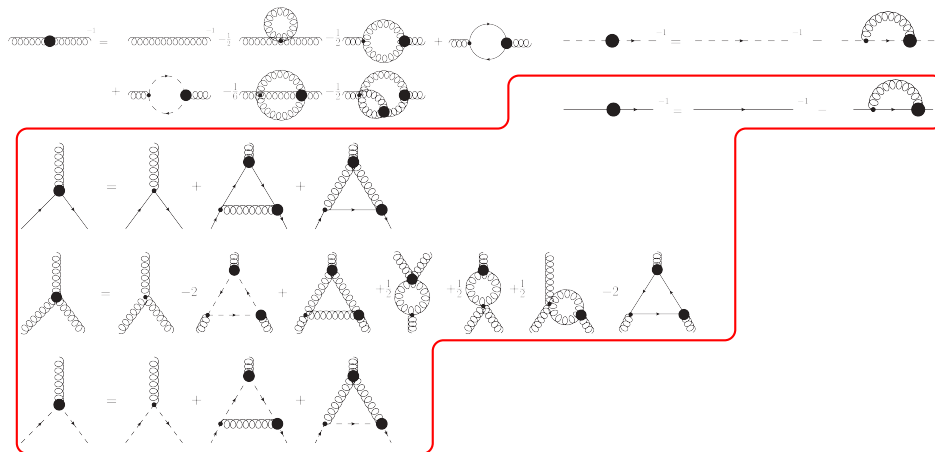 -1 = -1 -1/2 -1/2 + -1 = -1 -
+ -1/6 -1/2 -1 = -1 -
= + +
= -2 + +1/2 +1/2 +1/2 -2
= + +